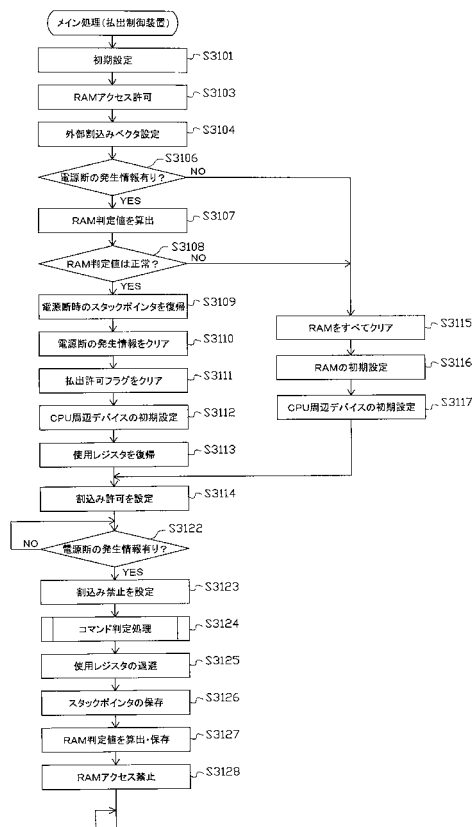 メイン処理(払出制御装置)
初期設定
S3101
RAMアクセス許可
S3103
外部割込みベクタ設定
S3104
S3106
電源断の発生情報有り?
NO
YES
RAM判定値を算出
S3107
S3108
RAM判定値は正常?
NO
YES
電源断時のスタックポインタを復帰
S3109
電源断の発生情報をクリア
S3110
払出許可フラグをクリア
S3111
CPU周辺デバイスの初期設定
S3112
使用レジスタを復帰
S3113
RAMをすべてクリア
S3115
RAMの初期設定
S3116
CPU周辺デバイスの初期設定
S3117
割込み許可を設定
S3114
S3122
NO
電源断の発生情報有り?
YES
割込み禁止を設定
S3123
コマンド判定処理
S3124
使用レジスタの退避
S3125
スタックポインタの保存
S3126
RAM判定値を算出・保存
S3127
RAMアクセス禁止
S3128